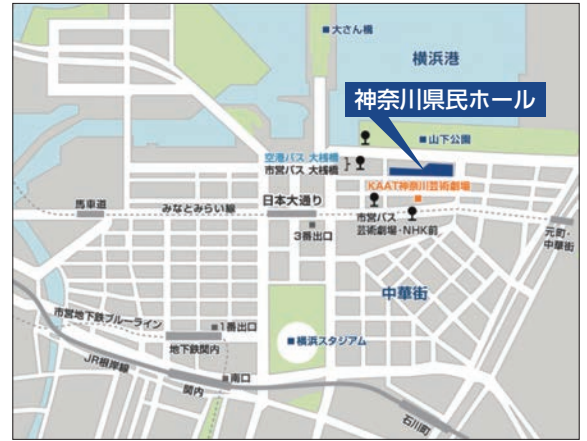 ■大さん橋
横浜港
神奈川県民ホール
■山下公園
空港バス 大桟橋
市営バス 大桟橋
KAAT神奈川芸術劇場
馬車道
みなとみらい線
日本大通り
市営バス
芸術劇場・NHK前
3番出口
元町・
中華街
中華街
市営地下鉄ブルーライン
■1番出口
地下鉄関内
■横浜スタジアム
JR根岸線
■南口
関内
石川町